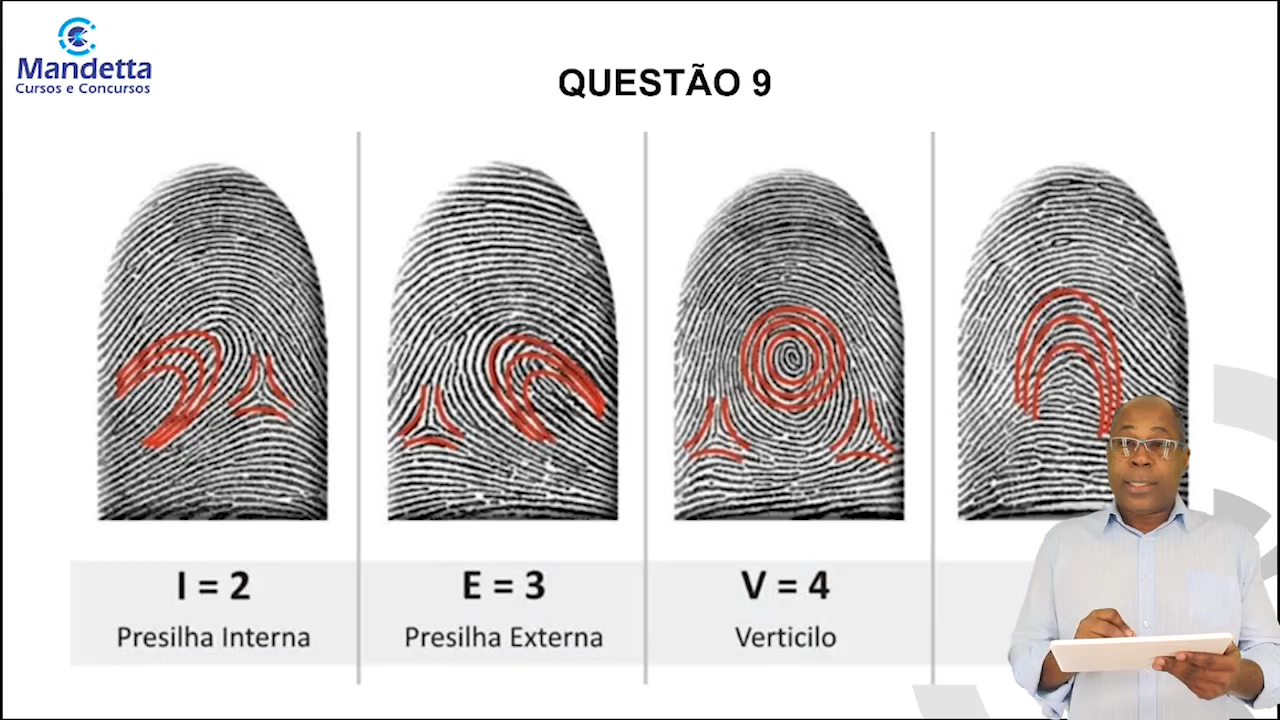 Mandetta
Cursos e Concursos
QUESTÃO 9
I = 2
Presilha Interna
E = 3
Presilha Externa
V = 4
Verticilo